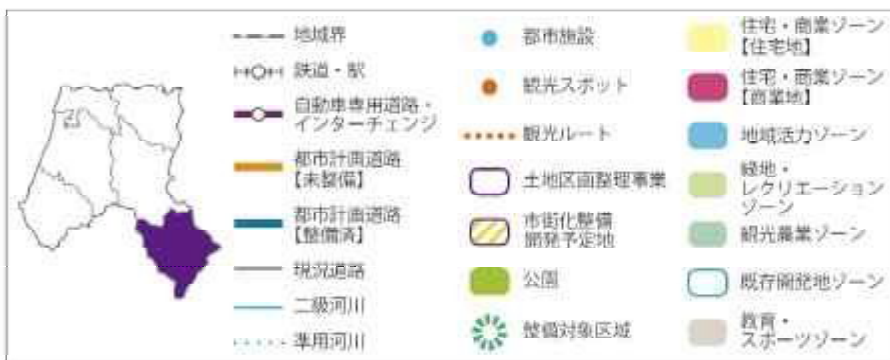 地域界
鉄道・駅
自動車専用道路・
インターチェンジ
都市計画道路
【未整備】
都市計画道路
【整備済】
現況道路
二級河川
準用河川
都市施設
観光スポット
観光ルート
土地区画整理事業
市街化整備
開発予定地
公園
整備対象区域
住宅・商業ゾーン
【住宅地】
住宅・商業ゾーン
【商業地】
地域活力ゾーン
緑地・
レクリエーション
ゾーン
観光農業ゾーン
既存開発地ゾーン
教育・
スポーツゾーン